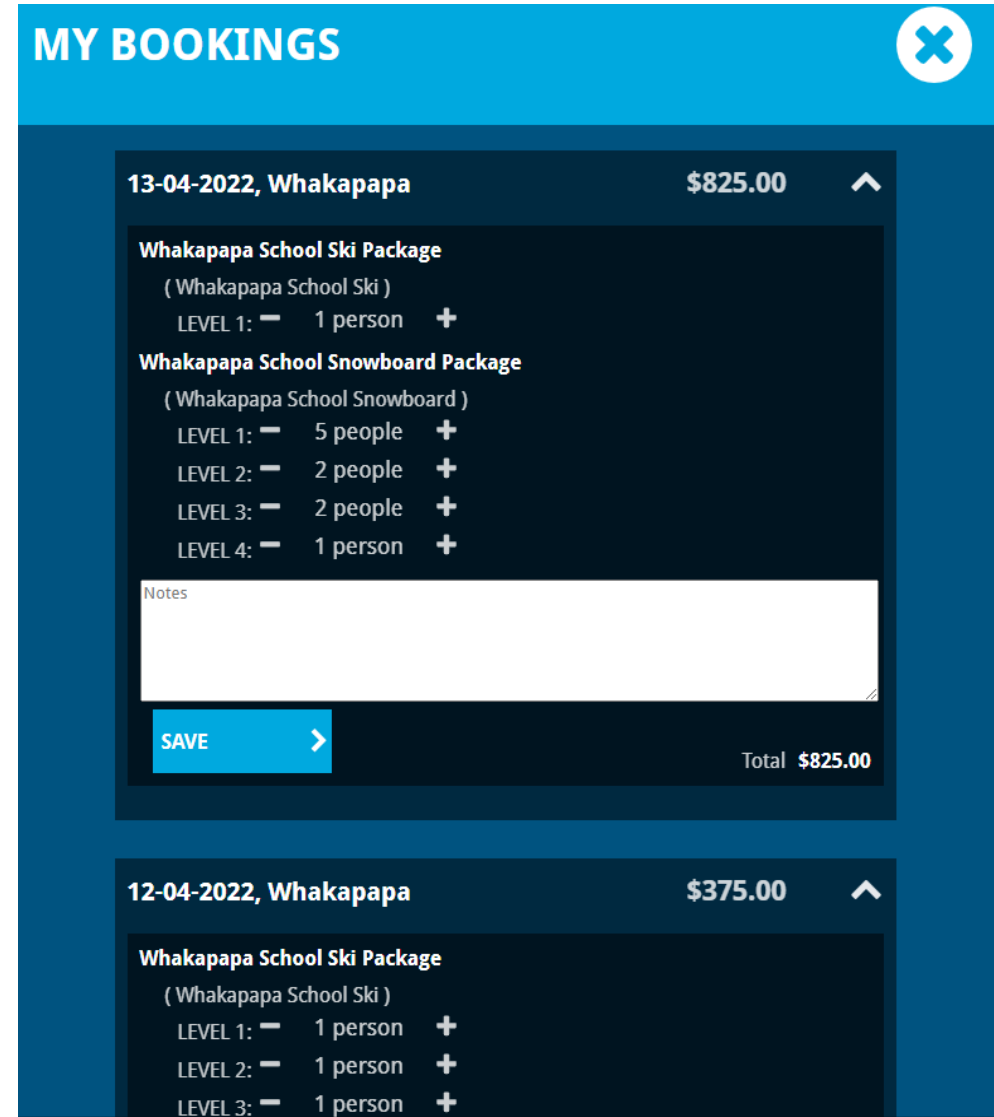 MY BOOKINGS
13-04-2022, Whakapapa $825.00
Whakapapa School Ski Package
( Whakapapa School Ski )
LEVEL 1: 1 person
Whakapapa School Snowboard Package
( Whakapapa School Snowboard )
LEVEL 1: 5 people
LEVEL 2: 2 people
LEVEL 3: 2 people
LEVEL 4: 1 person
Notes
SAVE
Total $825.00
12-04-2022, Whakapapa $375.00
Whakapapa School Ski Package
( Whakapapa School Ski )
LEVEL 1: 1 person
LEVEL 2: 1 person
LEVEL 3: 1 person